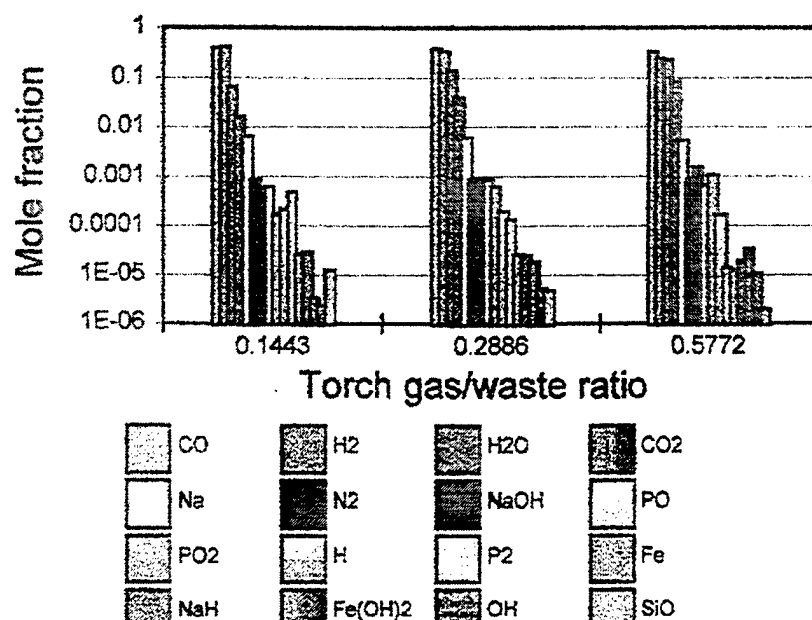 1
0.1
0.01
0.001
0.0001
1E-05
1E-06
Mole fraction
0.1443 0.2886 0.5772
Torch gas/waste ratio
CO H2 H2O CO2
Na N2 NaOH PO
PO2 H P2 Fe
NaH Fe(OH)2 OH SiO